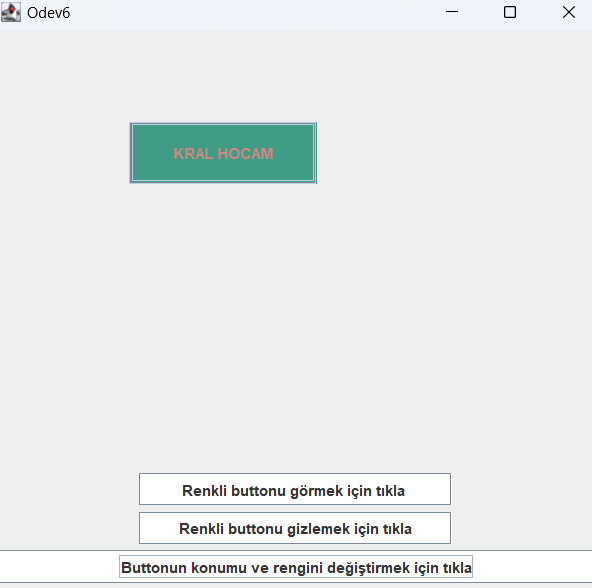 Odev6
KRAL HOCAM
Renkli buttonu görmek için tıkla
Renkli buttonu gizlemek için tıkla
Buttonun konumu ve rengini değiştirmek için tıkla